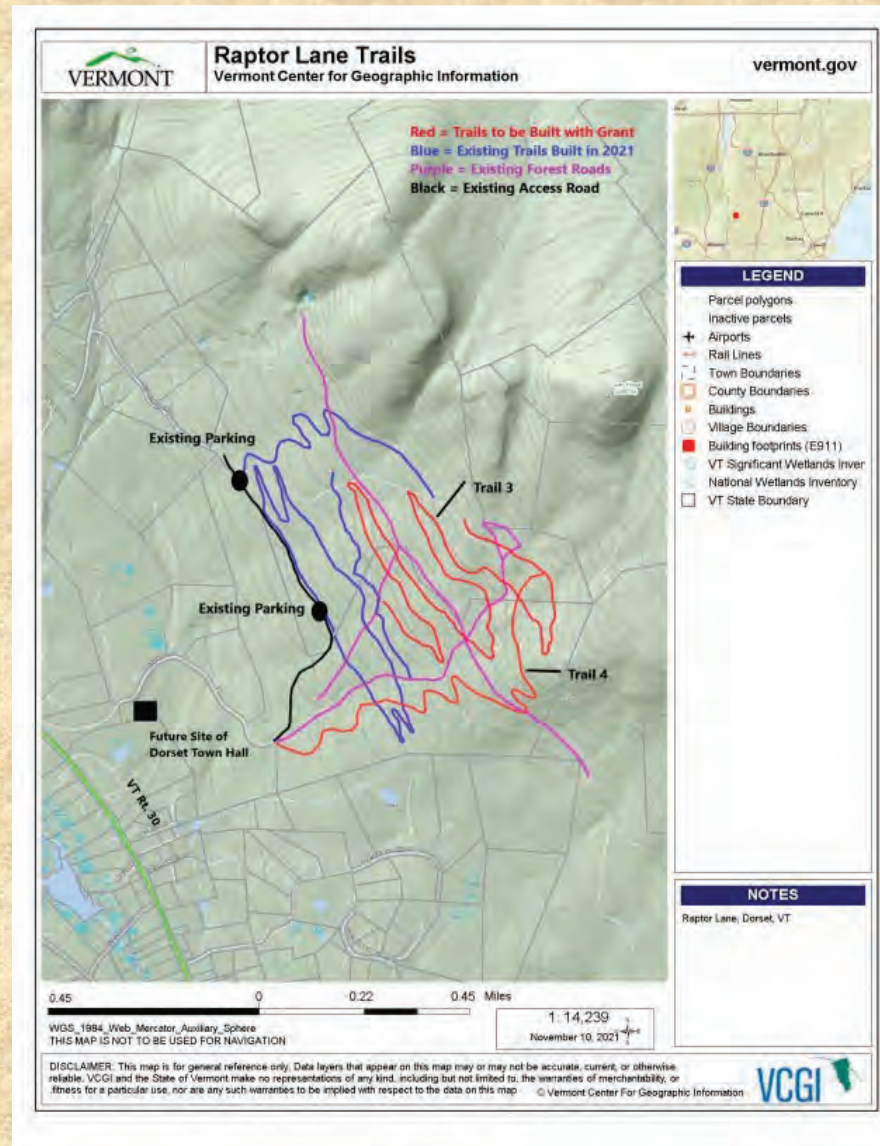 VERMONT
Raptor Lane Trails
Vermont Center for Geographic Information
vermont.gov
Red = Trails to be Built with Grant
Blue = Existing Trails Built in 2021
Purple = Existing Forest Roads
Black = Existing Access Road
Existing Parking
Trail 3
Existing Parking
Trail 4
Future Site of
Dorset Town Hall
VT Rt. 30
LEGEND
Parcel polygons
Inactive parcels
Airports
Rail Lines
Town Boundaries
County Boundaries
Buildings
Village Boundaries
Building footprints (E911)
VT Significant Wetlands Inver
National Wetlands Inventory
VT State Boundary
NOTES
Raptor Lane, Dorset, VT
0.45 0 0.22 0.45 Miles
WGS_1984_Web_Mercator_Auxiliary_Sphere
THIS MAP IS NOT TO BE USED FOR NAVIGATION
1: 14,239
November 10, 2021
DISCLAIMER: This map is for general reference only. Data layers that appear on this map may or may not be accurate, current, or otherwise
reliable. VCGI and the State of Vermont make no representations of any kind, including but not limited to, the warranties of merchantability, or
fitness for a particular use, nor are any such warranties to be implied with respect to the data on this map
© Vermont Center For Geographic Information
VCGI